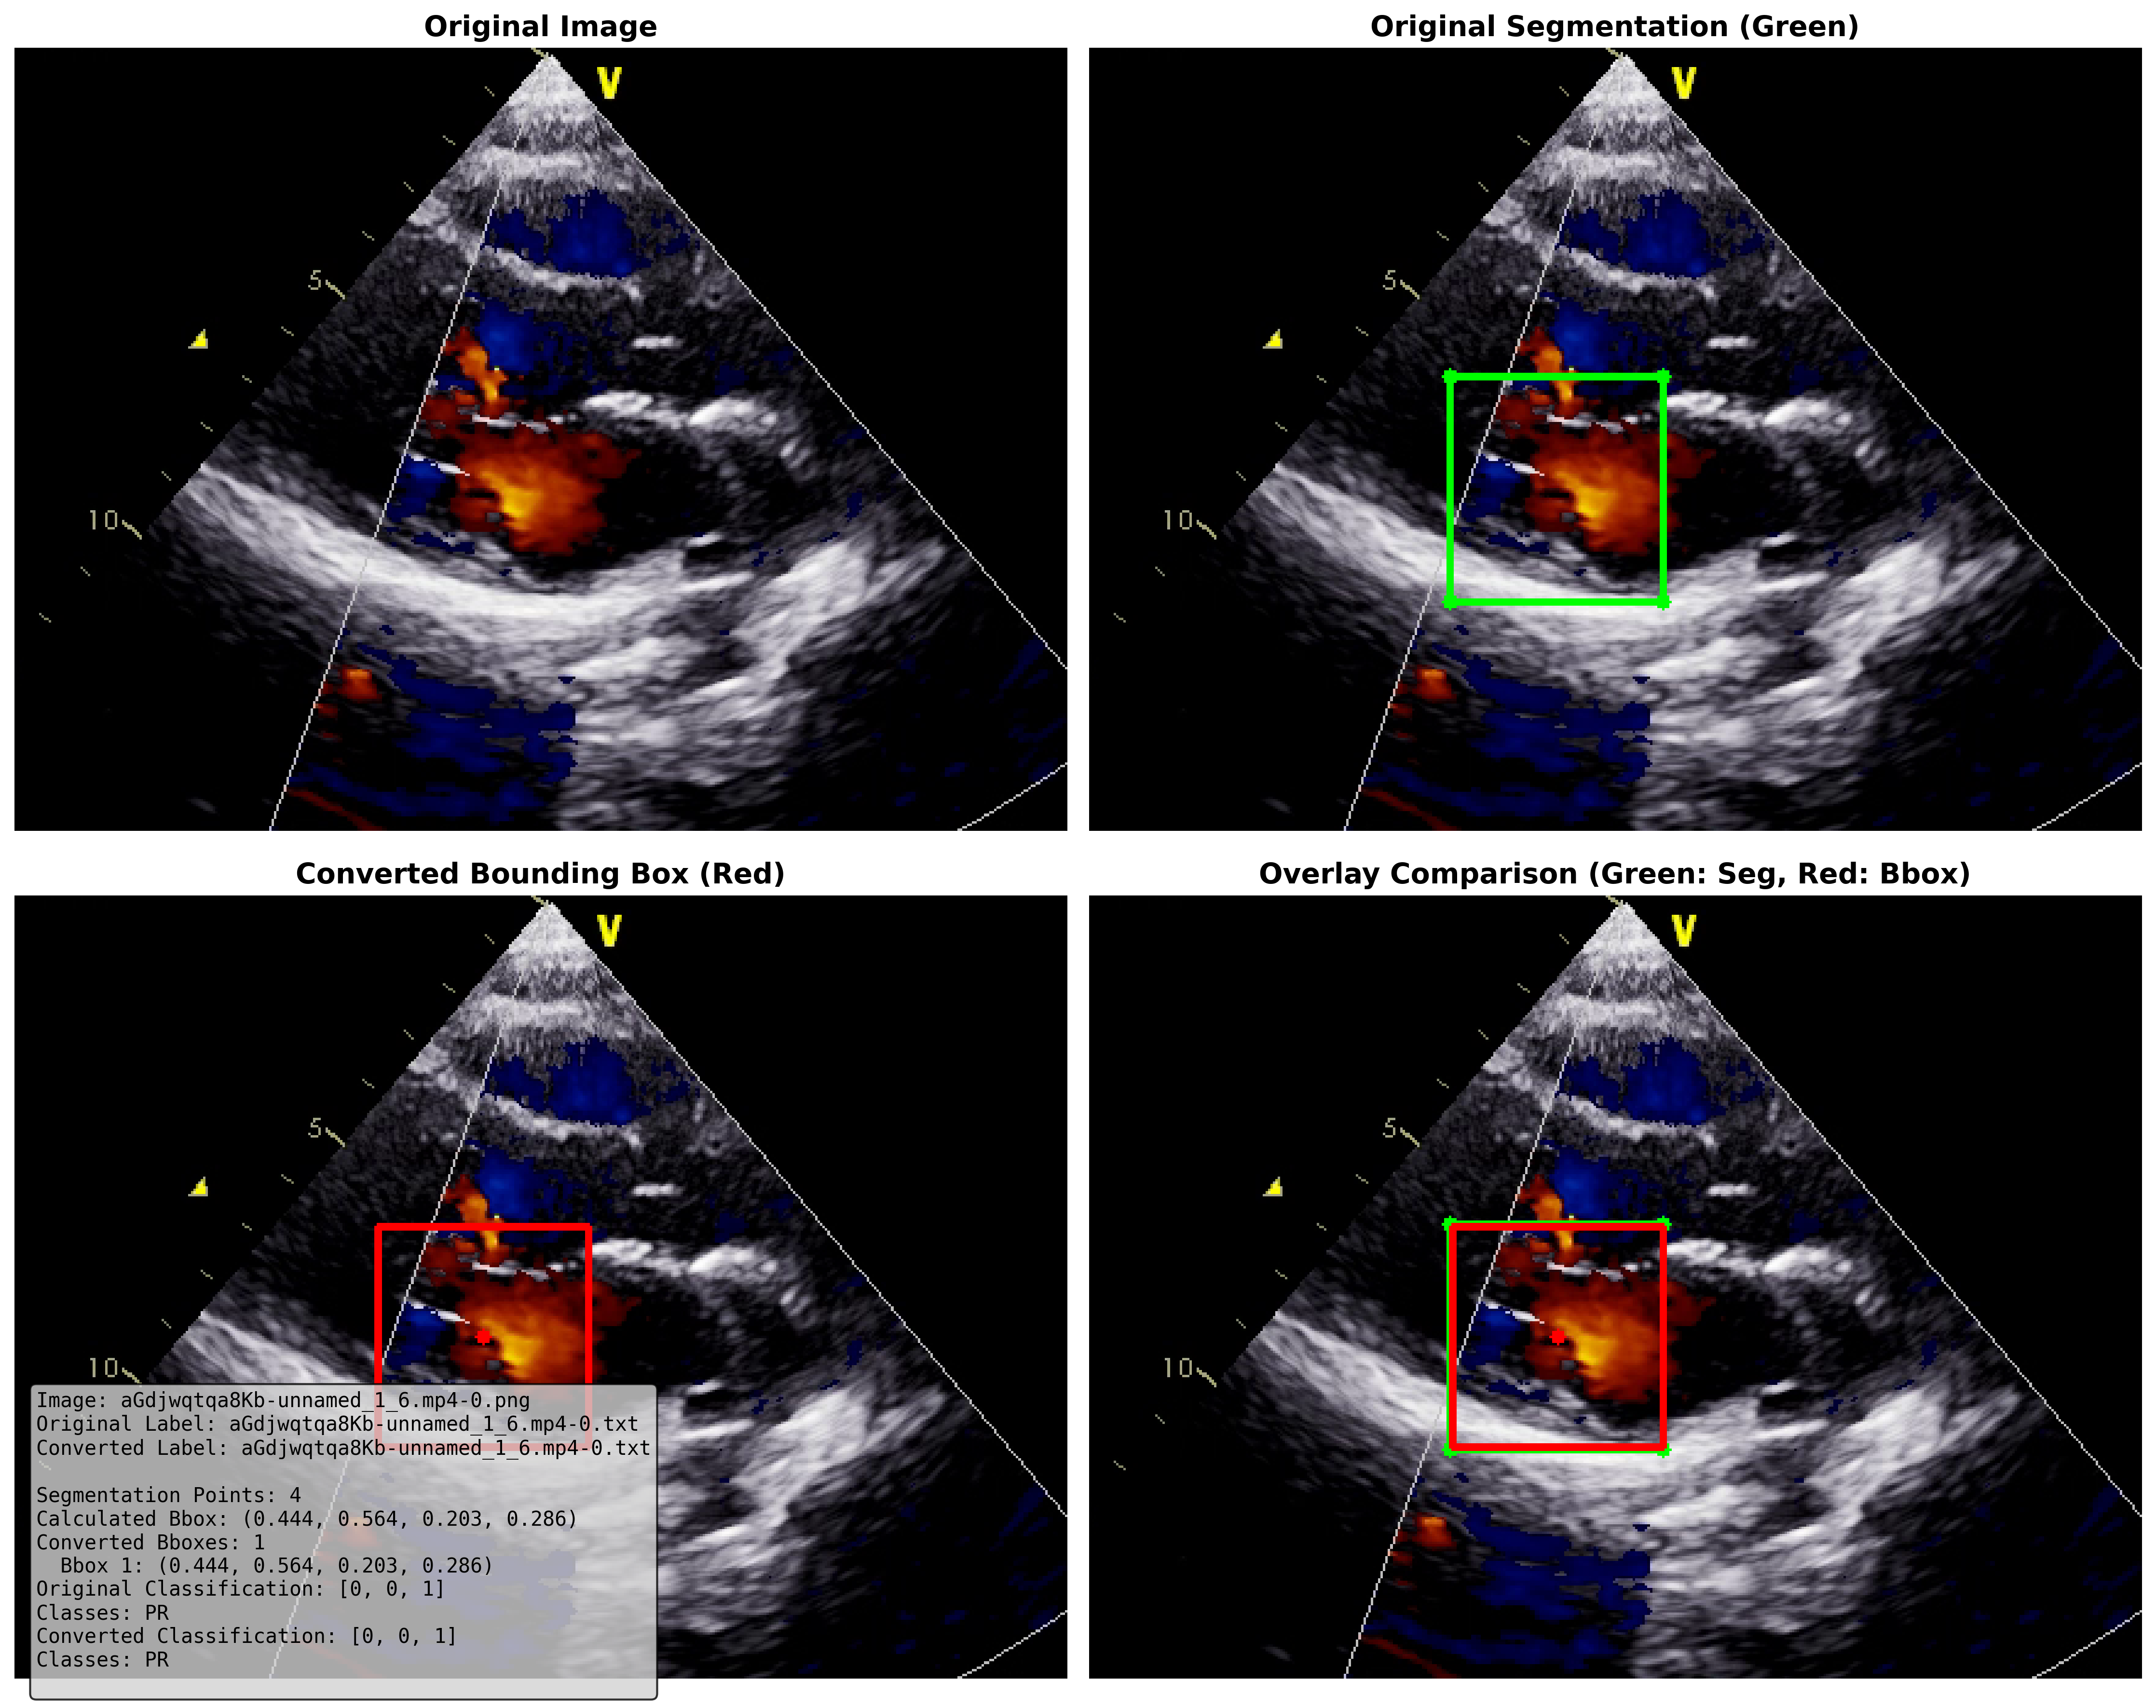 Original Image
Original Segmentation (Green)
V
5
10
V
5
10
Converted Bounding Box (Red)
Overlay Comparison (Green: Seg, Red: Bbox)
V
5
10
V
5
10
Image: aGdjwqtqa8Kb-unnamed_1_6.mp4-0.png
Original Label: aGdjwqtqa8Kb-unnamed_1_6.mp4-0.txt
Converted Label: aGdjwqtqa8Kb-unnamed_1_6.mp4-0.txt
Segmentation Points: 4
Calculated Bbox: (0.444, 0.564, 0.203, 0.286)
Converted Bboxes: 1
Bbox 1: (0.444, 0.564, 0.203, 0.286)
Original Classification: [0, 0, 1]
Classes: PR
Converted Classification: [0, 0, 1]
Classes: PR